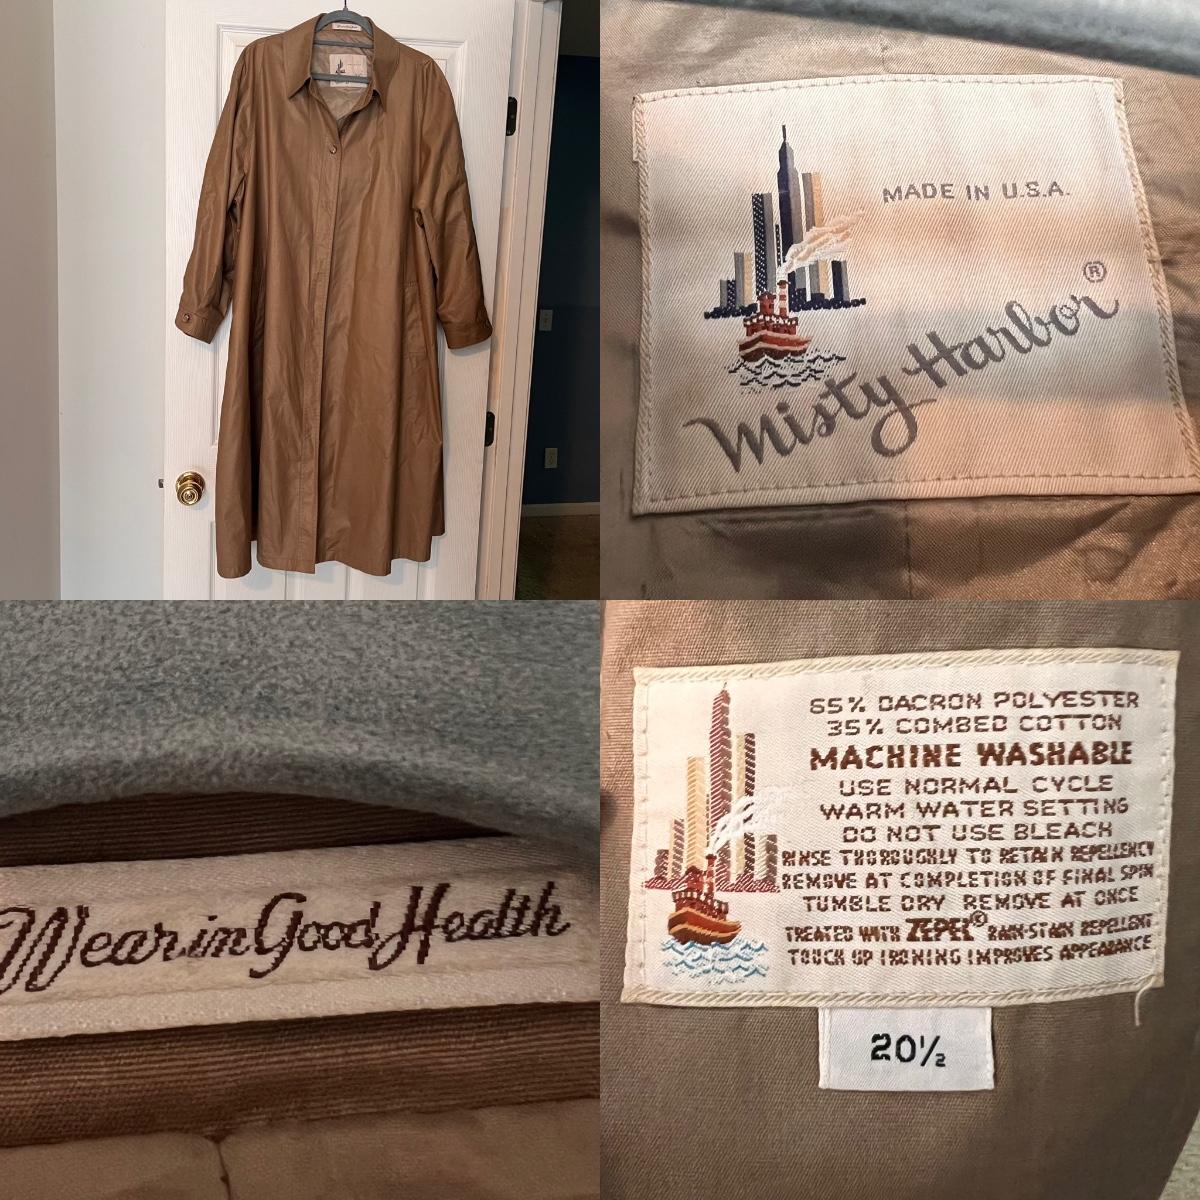 MADE IN U.S.A.
Misty Harbor®
Wear in Good Health
65% DACRON POLYESTER
35% COMBED COTTON
MACHINE WASHABLE
USE NORMAL CYCLE
WARM WATER SETTING
DO NOT USE BLEACH
RINSE THOROUGHLY TO RETAIN REPELLENCY
REMOVE AT COMPLETION OF FINAL SPIN
TUMBLE DRY REMOVE AT ONCE
TREATED WITH ZEPEL® RAIN-STAIN REPELLENT
TOUCH UP IRONING IMPROVES APPEARANCE
20½